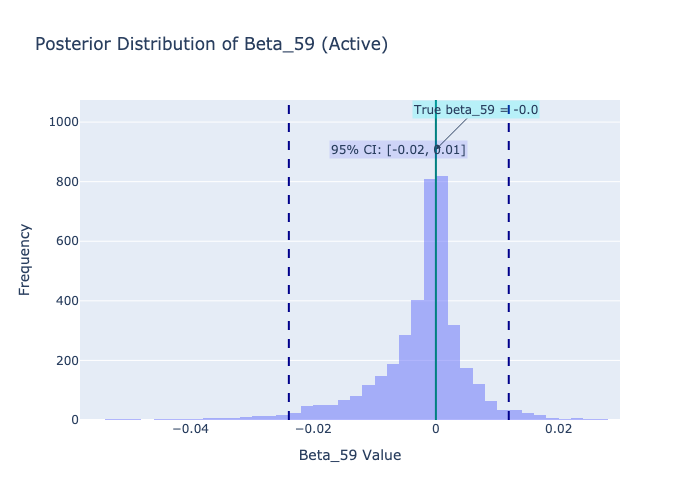 Posterior Distribution of Beta_59 (Active)
True beta_59 = -0.0
95% CI: [-0.02, 0.01]
1000
800
600
400
200
0
Frequency
−0.04
−0.02
0
0.02
Beta_59 Value